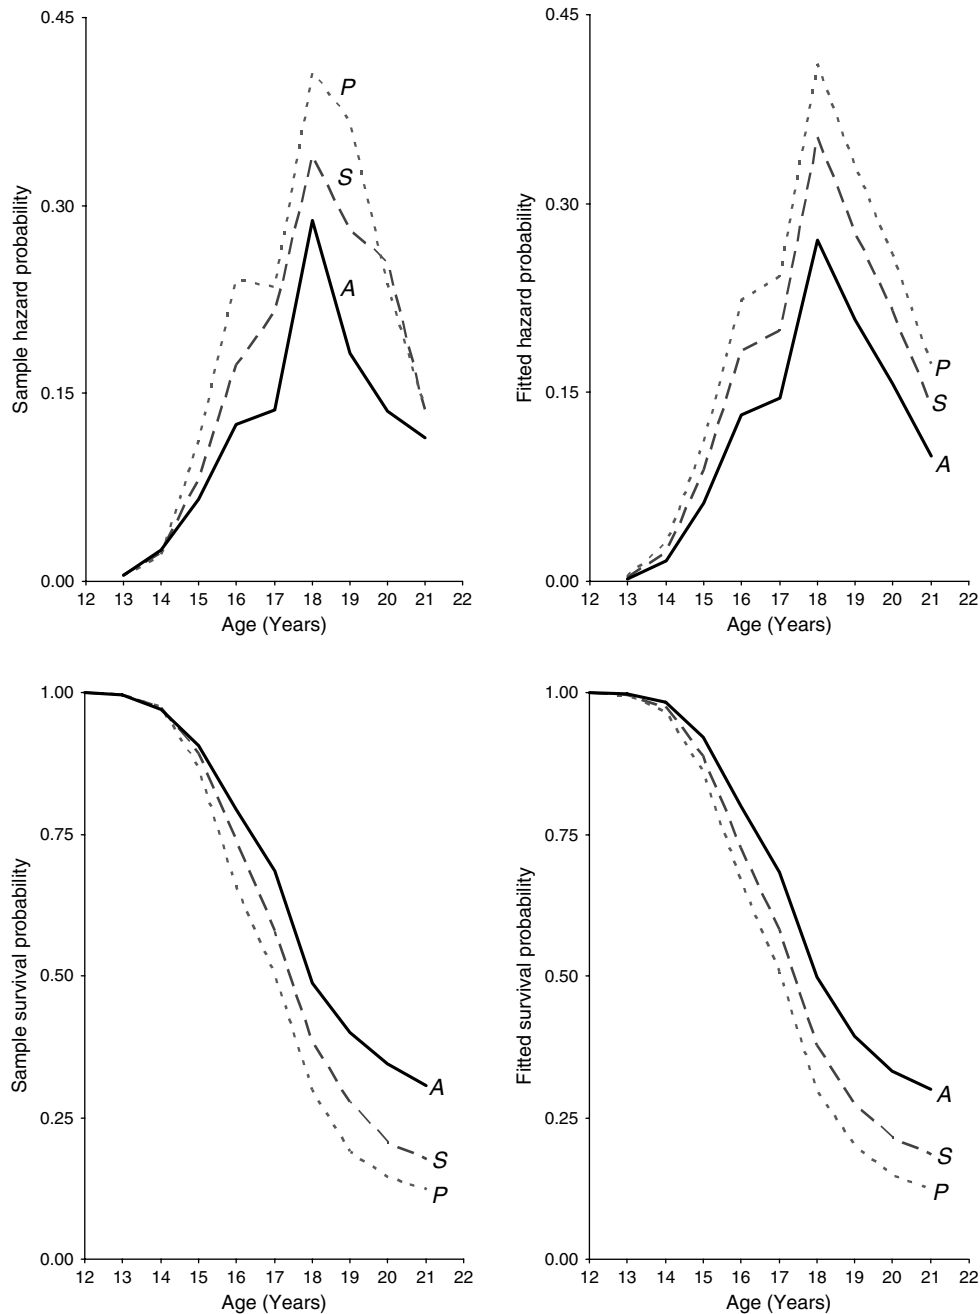 0.45
0.30
0.15
0.00
Sample hazard probability
P
S
A
12 13 14 15 16 17 18 19 20 21 22
Age (Years)
0.45
0.30
0.15
0.00
Fitted hazard probability
P
S
A
12 13 14 15 16 17 18 19 20 21 22
Age (Years)
1.00
0.75
0.50
0.25
0.00
Sample survival probability
A
S
P
12 13 14 15 16 17 18 19 20 21 22
Age (Years)
1.00
0.75
0.50
0.25
0.00
Fitted survival probability
A
S
P
12 13 14 15 16 17 18 19 20 21 22
Age (Years)